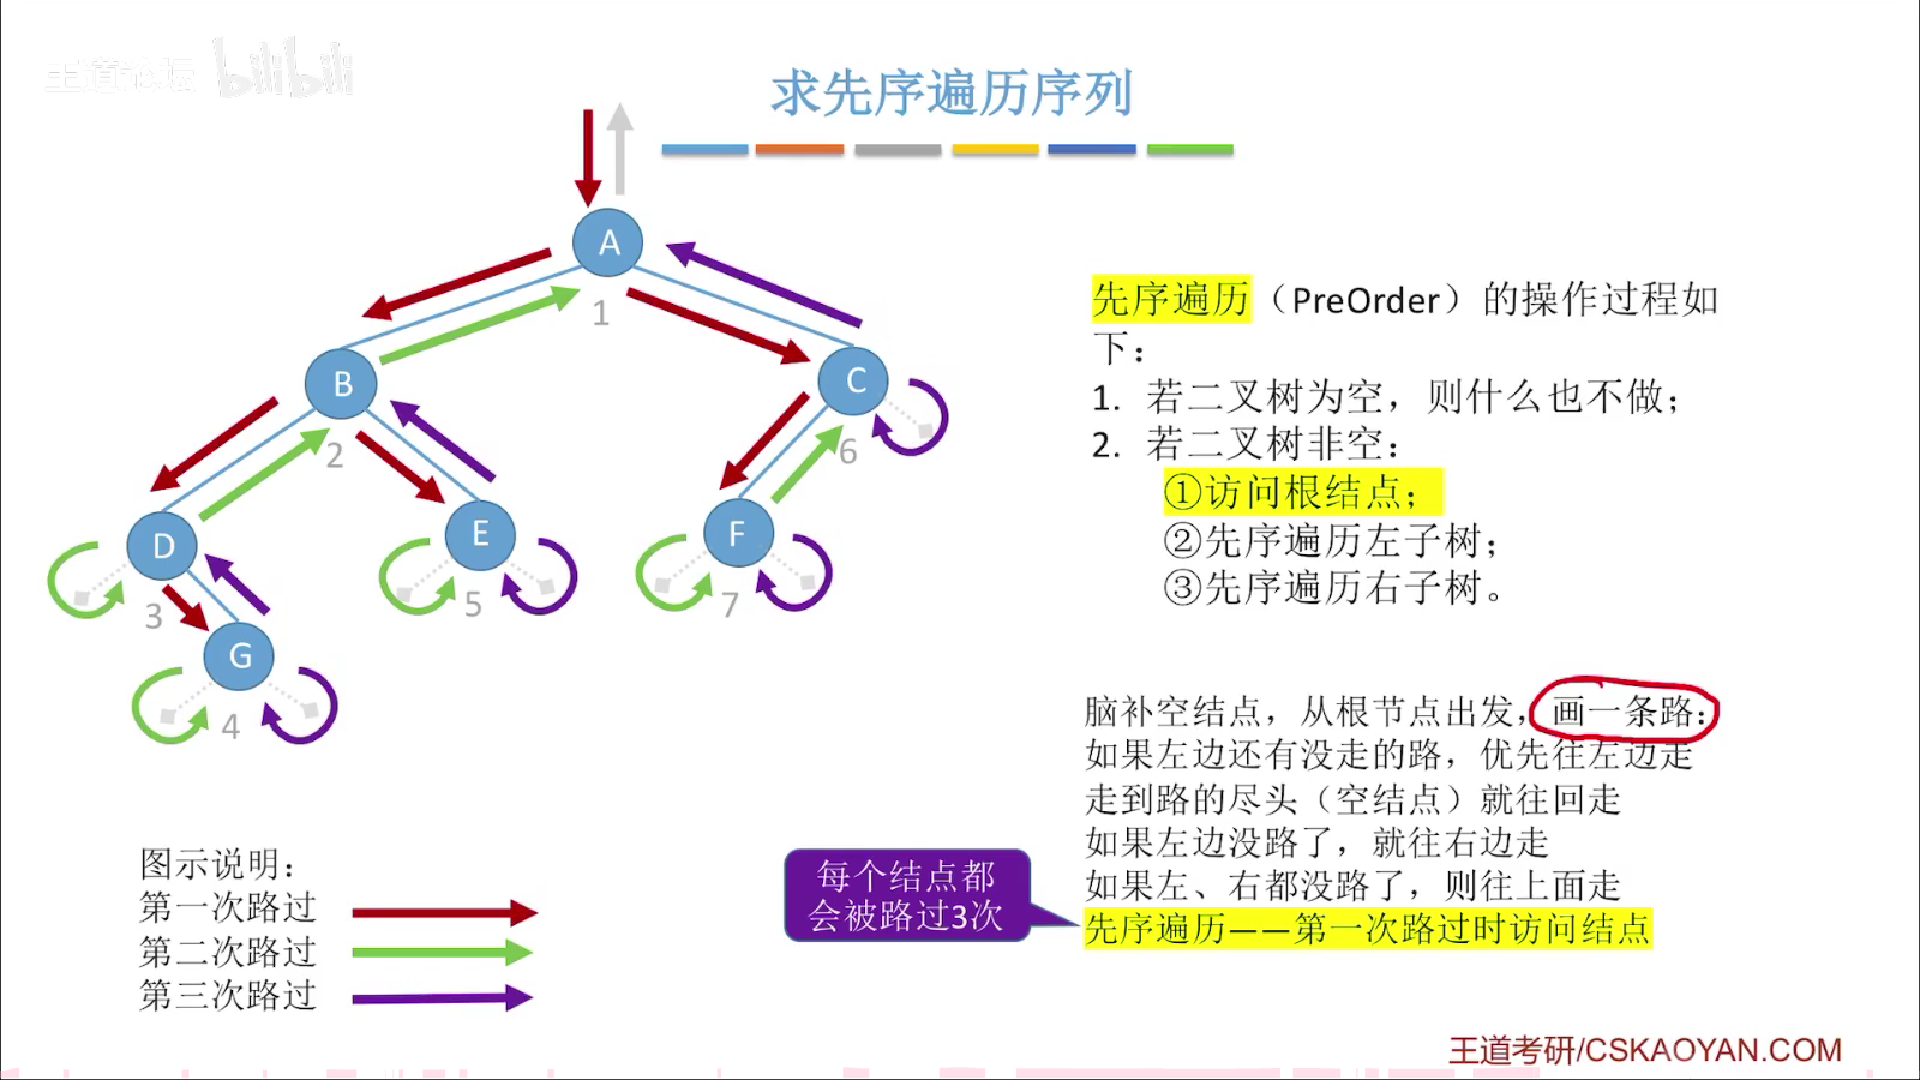 王道论坛 bilibili
求先序遍历序列
A
1
B
C
2
6
D
E
F
3
5
7
G
4
先序遍历（PreOrder）的操作过程如
下：
1. 若二叉树为空，则什么也不做；
2. 若二叉树非空：
①访问根结点；
②先序遍历左子树；
③先序遍历右子树。
脑补空结点，从根节点出发，画一条路：
如果左边还有没走的路，优先往左边走
走到路的尽头（空结点）就往回走
如果左边没路了，就往右边走
如果左、右都没路了，则往上面走
先序遍历——第一次路过时访问结点
每个结点都
会被路过3次
图示说明：
第一次路过
第二次路过
第三次路过
王道考研/CSKAOYAN.COM